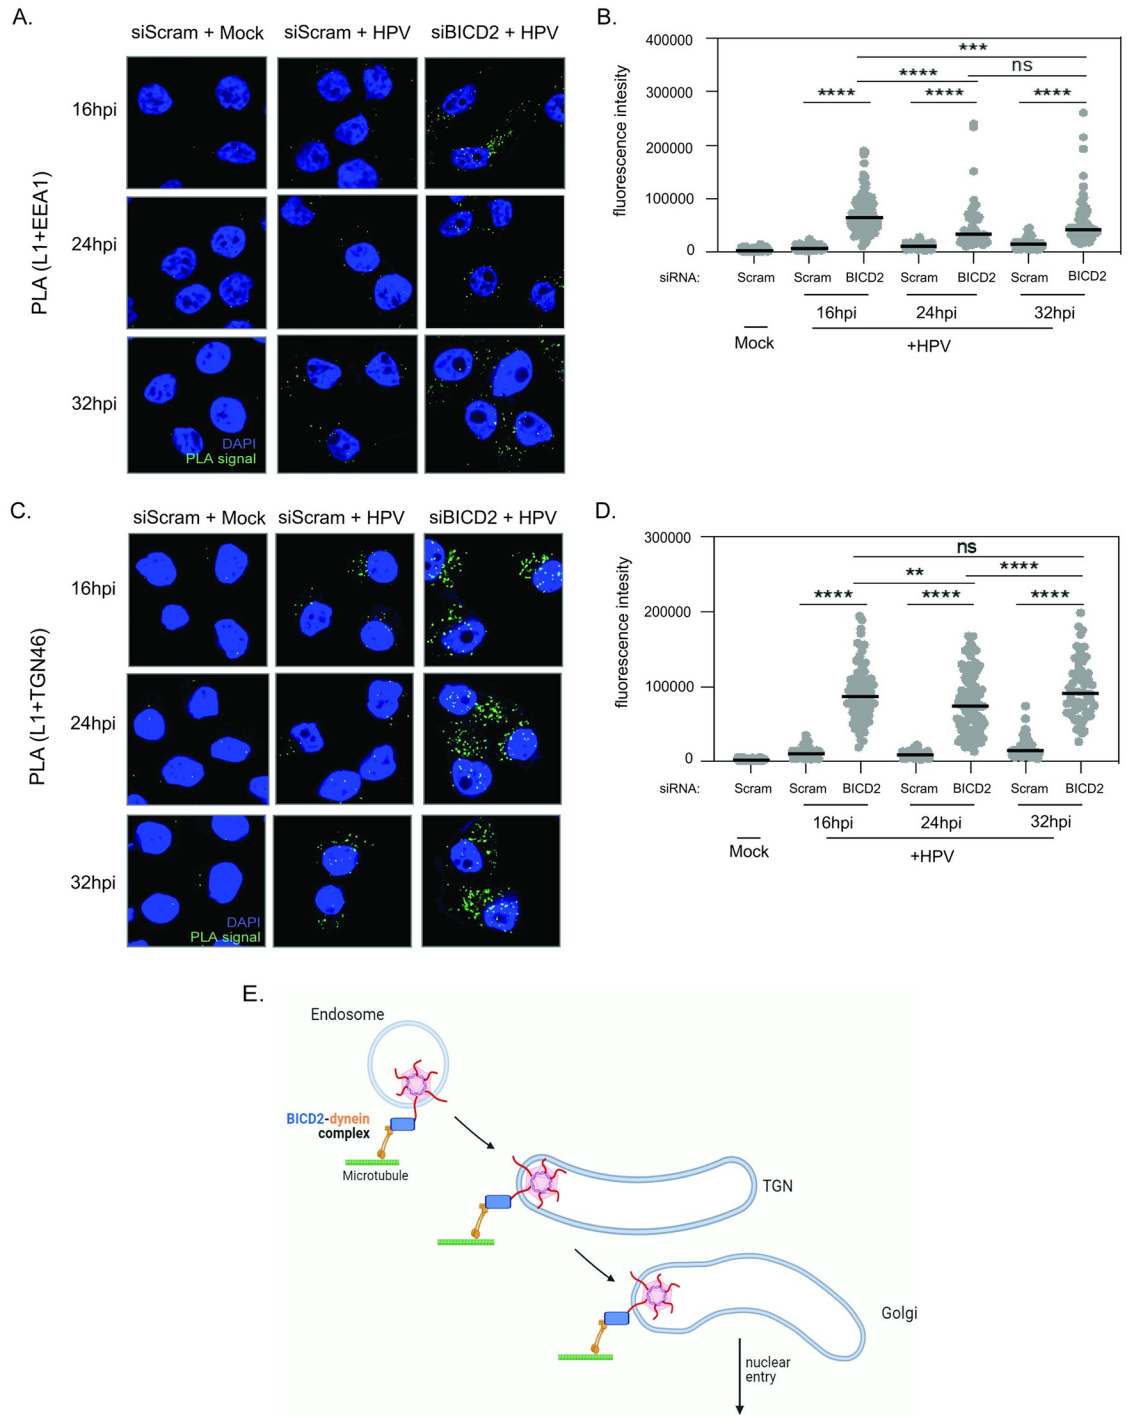 A.
siScram + Mock siScram + HPV siBICD2 + HPV
PLA (L1+EEA1)
16hpi
24hpi
32hpi
DAPI
PLA signal
B.
fluorescence intesity
400000
300000
200000
100000
0
***
**** ns
**** **** ****
siRNA: Scram Scram BICD2 Scram BICD2 Scram BICD2
16hpi 24hpi 32hpi
Mock
+HPV
C.
siScram + Mock siScram + HPV siBICD2 + HPV
PLA (L1+TGN46)
16hpi
24hpi
32hpi
DAPI
PLA signal
D.
fluorescence intesity
300000
200000
100000
0
ns
** ****
**** **** ****
siRNA: Scram Scram BICD2 Scram BICD2 Scram BICD2
16hpi 24hpi 32hpi
Mock
+HPV
E.
Endosome
BICD2-dynein
complex
Microtubule
TGN
Golgi
nuclear
entry